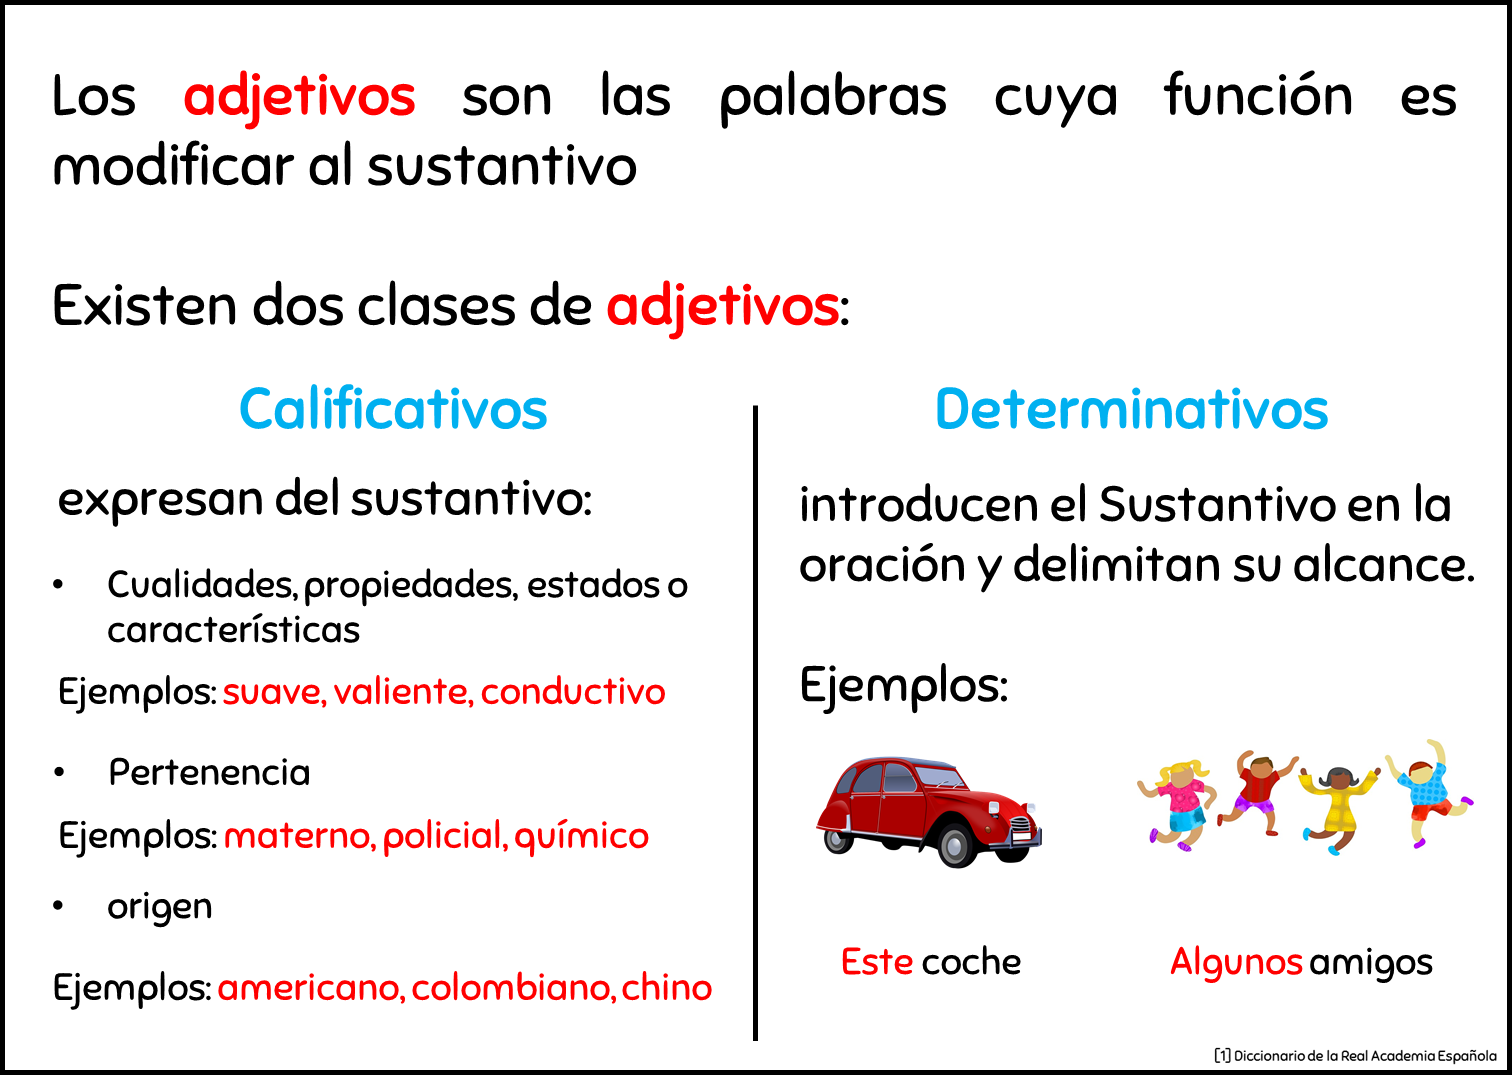 Los adjetivos son las palabras cuya función es
modificar al sustantivo
Existen dos clases de adjetivos:
Calificativos
expresan del sustantivo:
• Cualidades, propiedades, estados o
características
Ejemplos: suave, valiente, conductivo
• Pertenencia
Ejemplos: materno, policial, químico
• origen
Ejemplos: americano, colombiano, chino
Determinativos
introducen el Sustantivo en la
oración y delimitan su alcance.
Ejemplos:
Este coche
Algunos amigos
[1] Diccionario de la Real Academia Española